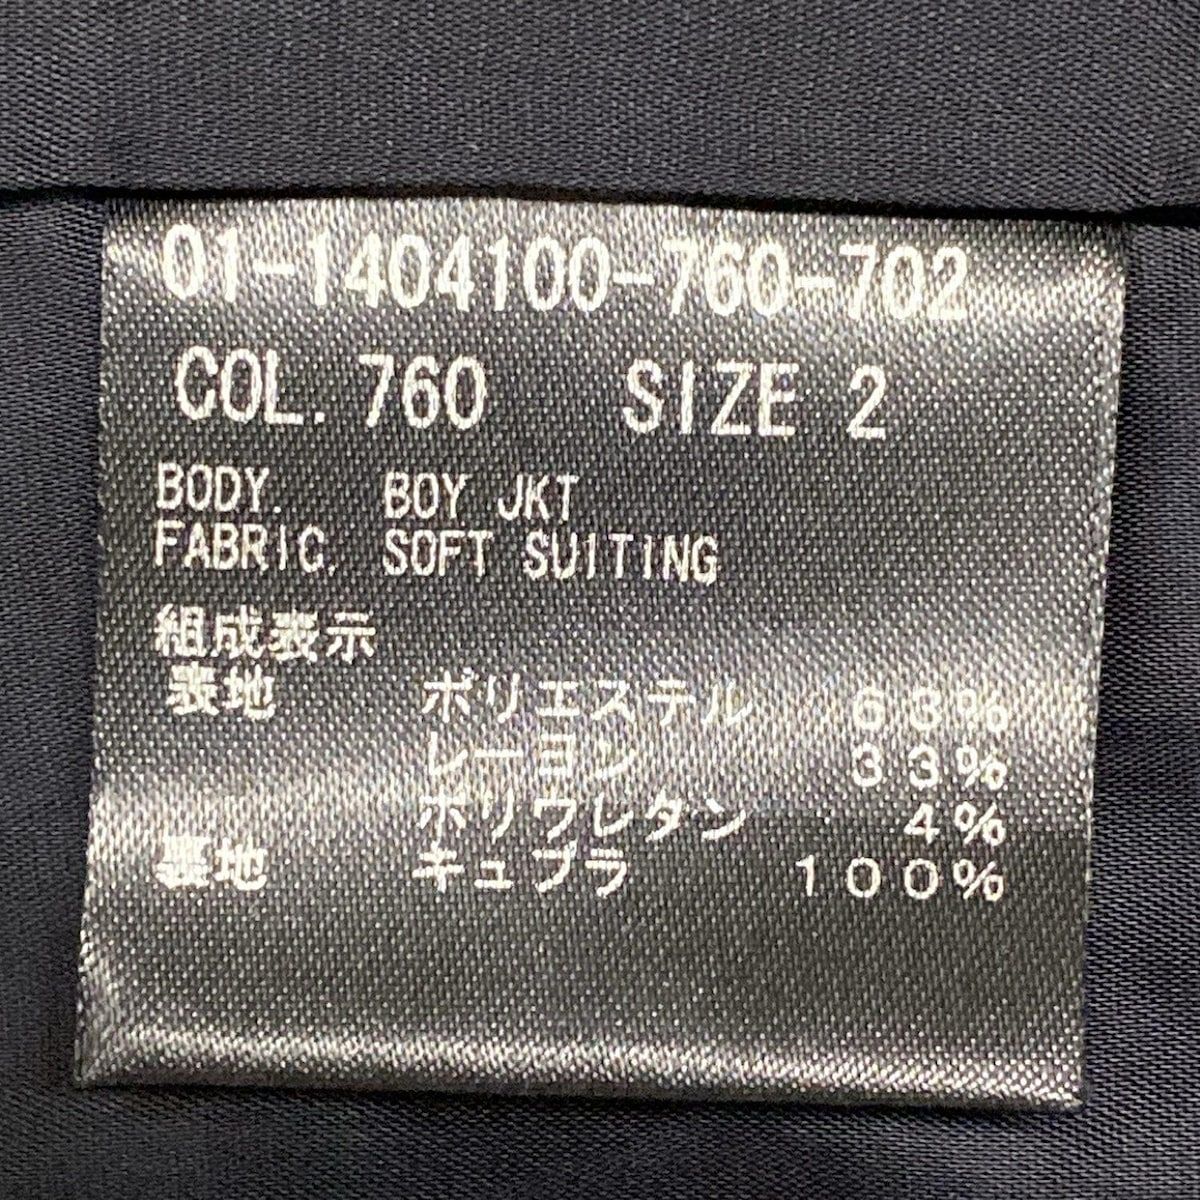 01-1404100-760-702
COL. 760 SIZE 2
BODY. BOY JKT
FABRIC. SOFT SUITING
組成表示
表地 ポリエステル 63%
レーヨン 33%
ポリウレタン 4%
裏地 キュプラ 100%